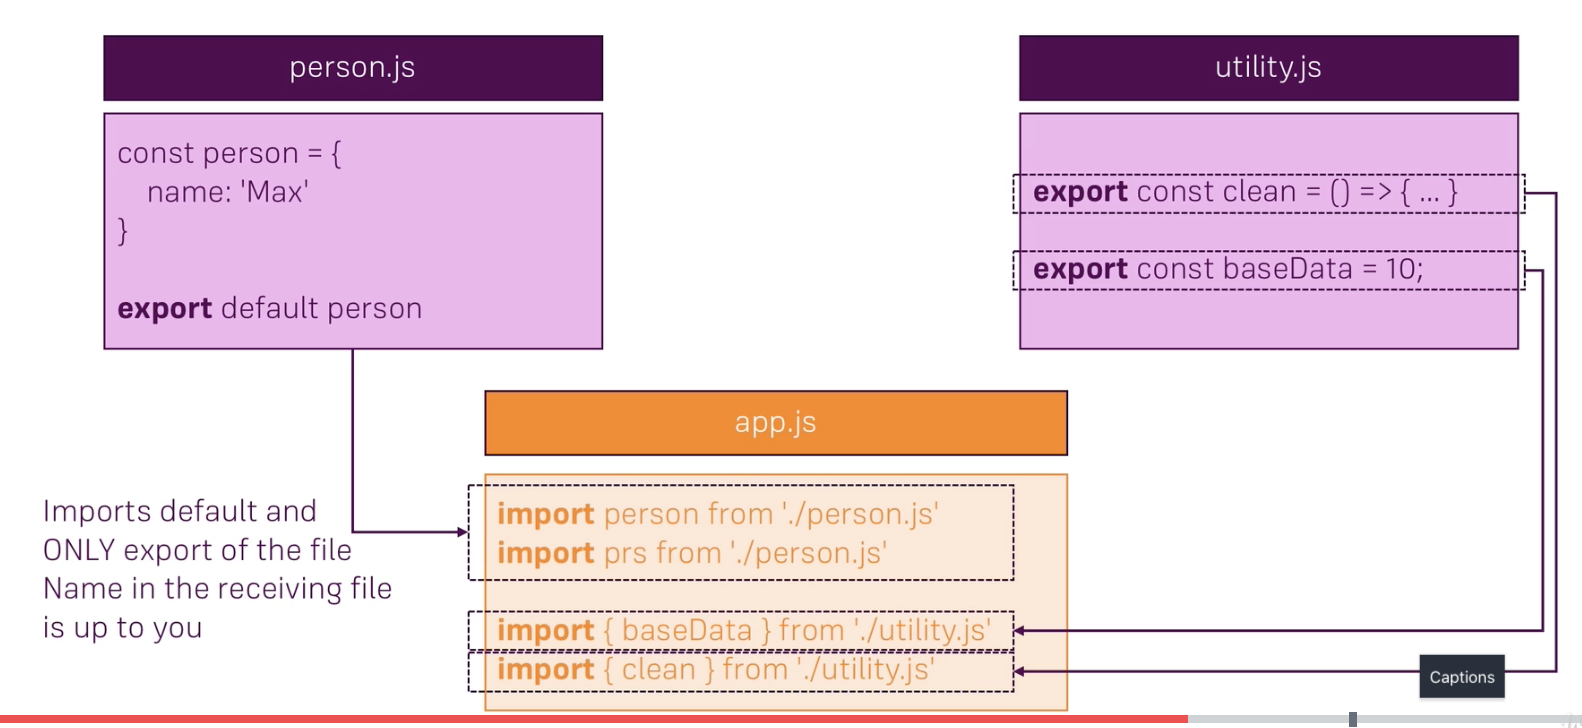 person.js
const person = {
name: 'Max'
}
export default person
utility.js
export const clean = () => { ... }
export const baseData = 10;
app.js
import person from './person.js'
import prs from './person.js'
import { baseData } from './utility.js'
import { clean } from './utility.js'
Imports default and
ONLY export of the file
Name in the receiving file
is up to you
Captions